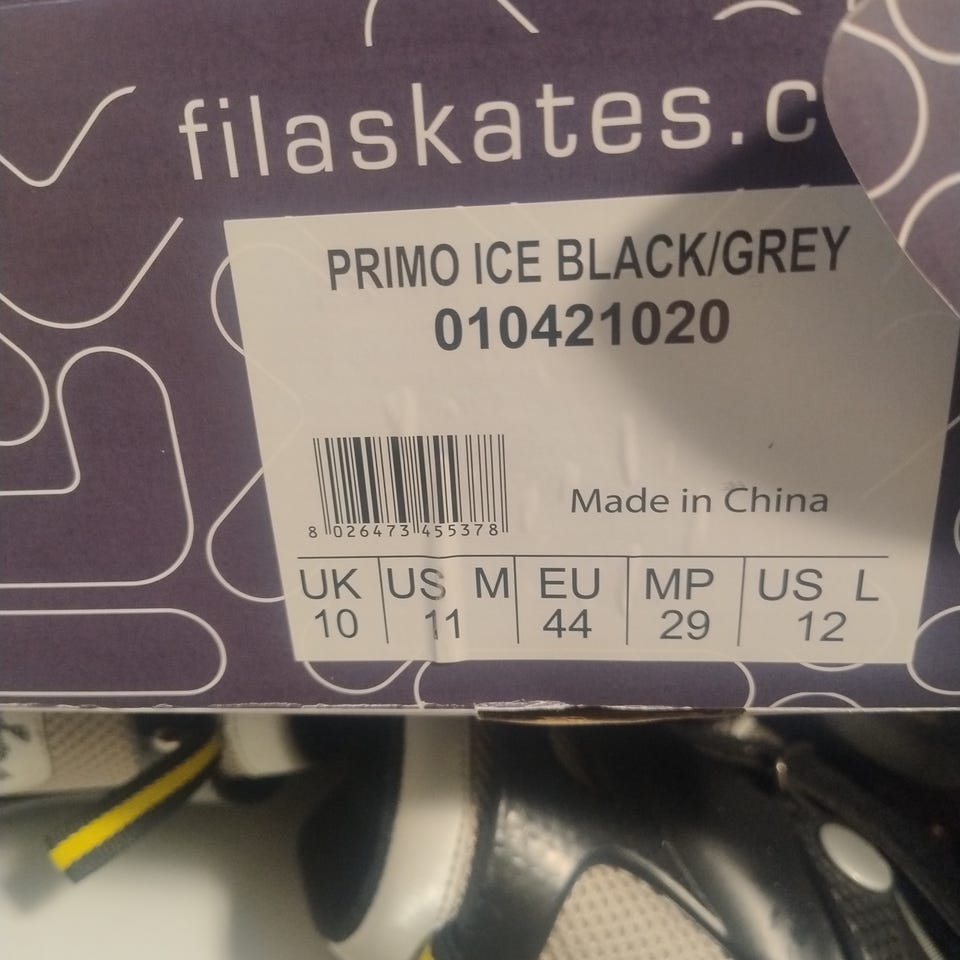 filaskates.c
PRIMO ICE BLACK/GREY
010421020
8 026473 455378
Made in China
UK US M EU MP US L
10 11 44 29 12